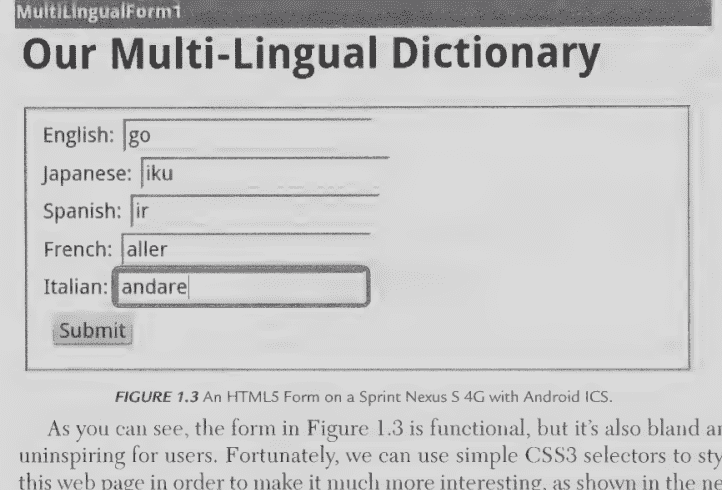 MultiLingualForm1
Our Multi-Lingual Dictionary
English: go
Japanese: iku
Spanish: ir
French: aller
Italian: andare
Submit
FIGURE 1.3 An HTML5 Form on a Sprint Nexus S 4G with Android ICS.
As you can see, the form in Figure 1.3 is functional, but it's also bland
uninspiring for users. Fortunately, we can use simple CSS3 selectors to
this web page in order to make it much more interesting, as shown in the